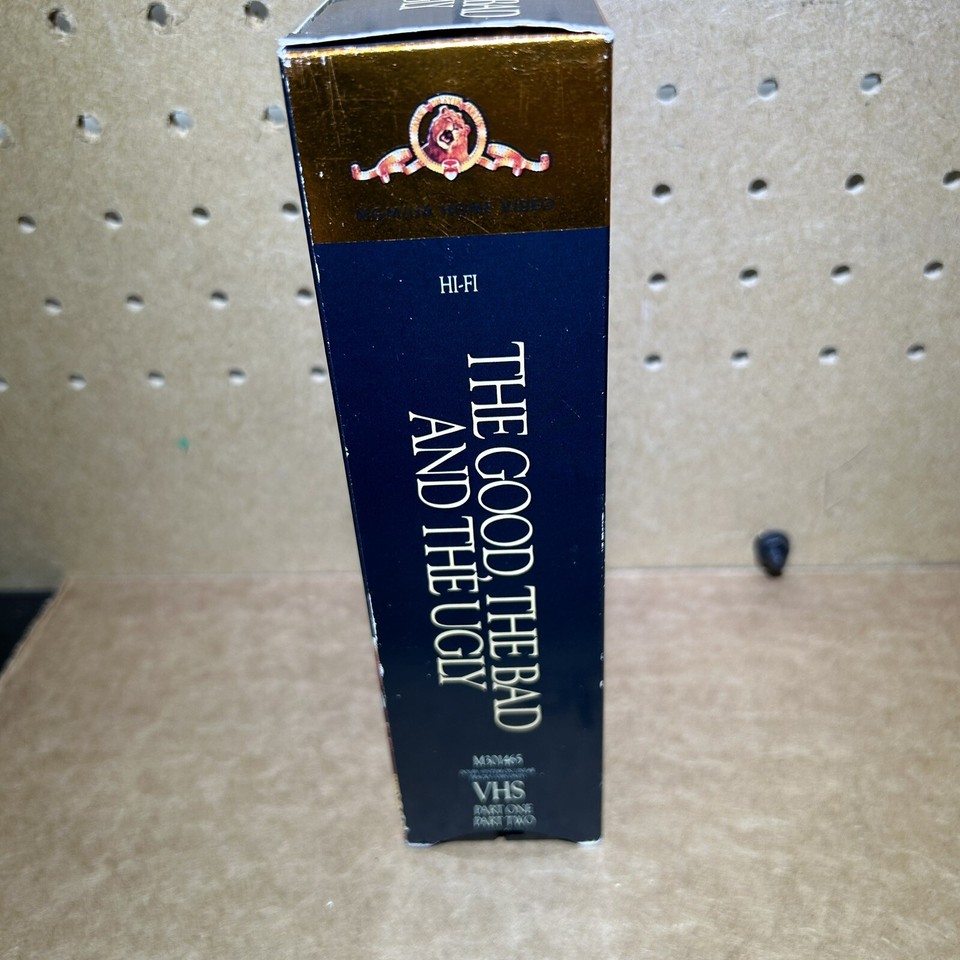 MGM/UA HOME VIDEO
HI-FI
THE GOOD, THE BAD
AND THE UGLY
M301465
VHS
PART ONE
PART TWO